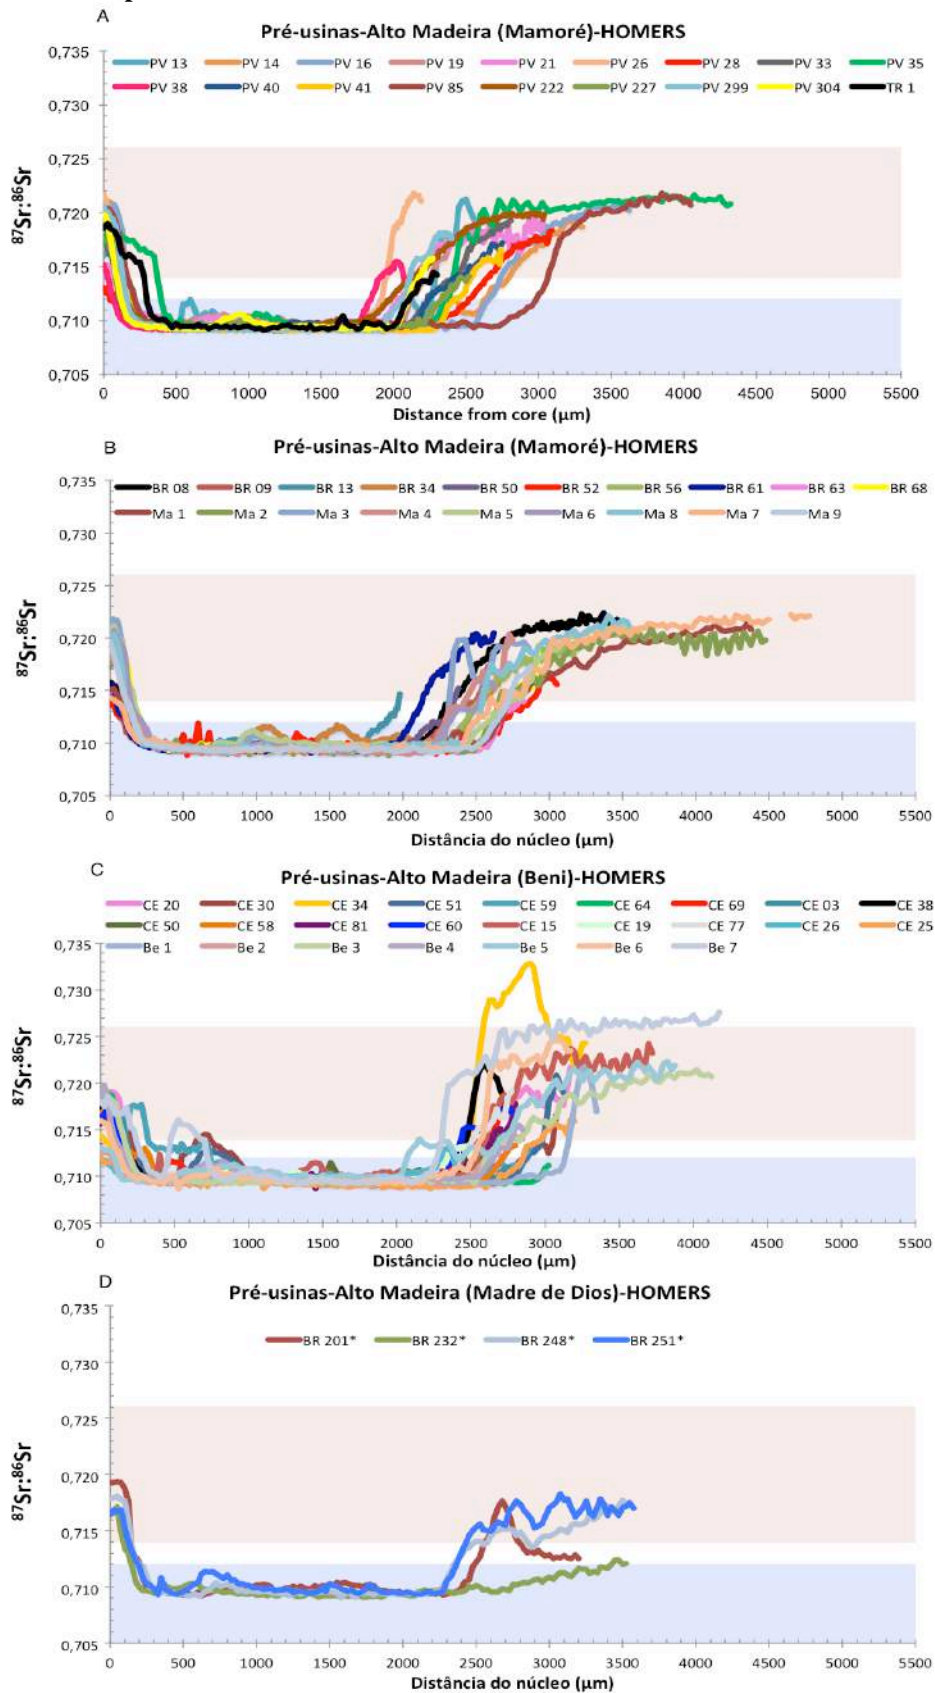 A
Pré-usinas-Alto Madeira (Mamoré)-HOMERS
PV 13 PV 14 PV 16 PV 19 PV 21 PV 26 PV 28 PV 33 PV 35
PV 38 PV 40 PV 41 PV 85 PV 222 PV 227 PV 299 PV 304 TR 1
0,735
0,730
0,725
0,720
0,715
0,710
0,705
87Sr:86Sr
0 500 1000 1500 2000 2500 3000 3500 4000 4500 5000 5500
Distance from core (µm)
B
Pré-usinas-Alto Madeira (Mamoré)-HOMERS
BR 08 BR 09 BR 13 BR 34 BR 50 BR 52 BR 56 BR 61 BR 63 BR 68
Ma 1 Ma 2 Ma 3 Ma 4 Ma 5 Ma 6 Ma 8 Ma 7 Ma 9
0,735
0,730
0,725
0,720
0,715
0,710
0,705
87Sr:86Sr
0 500 1000 1500 2000 2500 3000 3500 4000 4500 5000 5500
Distância do núcleo (µm)
C
Pré-usinas-Alto Madeira (Beni)-HOMERS
CE 20 CE 30 CE 34 CE 51 CE 59 CE 64 CE 69 CE 03 CE 38
CE 50 CE 58 CE 81 CE 60 CE 15 CE 19 CE 77 CE 26 CE 25
Be 1 Be 2 Be 3 Be 4 Be 5 Be 6 Be 7
0,735
0,730
0,725
0,720
0,715
0,710
0,705
87Sr:86Sr
0 500 1000 1500 2000 2500 3000 3500 4000 4500 5000 5500
Distância do núcleo (µm)
D
Pré-usinas-Alto Madeira (Madre de Dios)-HOMERS
BR 201* BR 232* BR 248* BR 251*
0,735
0,730
0,725
0,720
0,715
0,710
0,705
87Sr:86Sr
0 500 1000 1500 2000 2500 3000 3500 4000 4500 5000 5500
Distância do núcleo (µm)